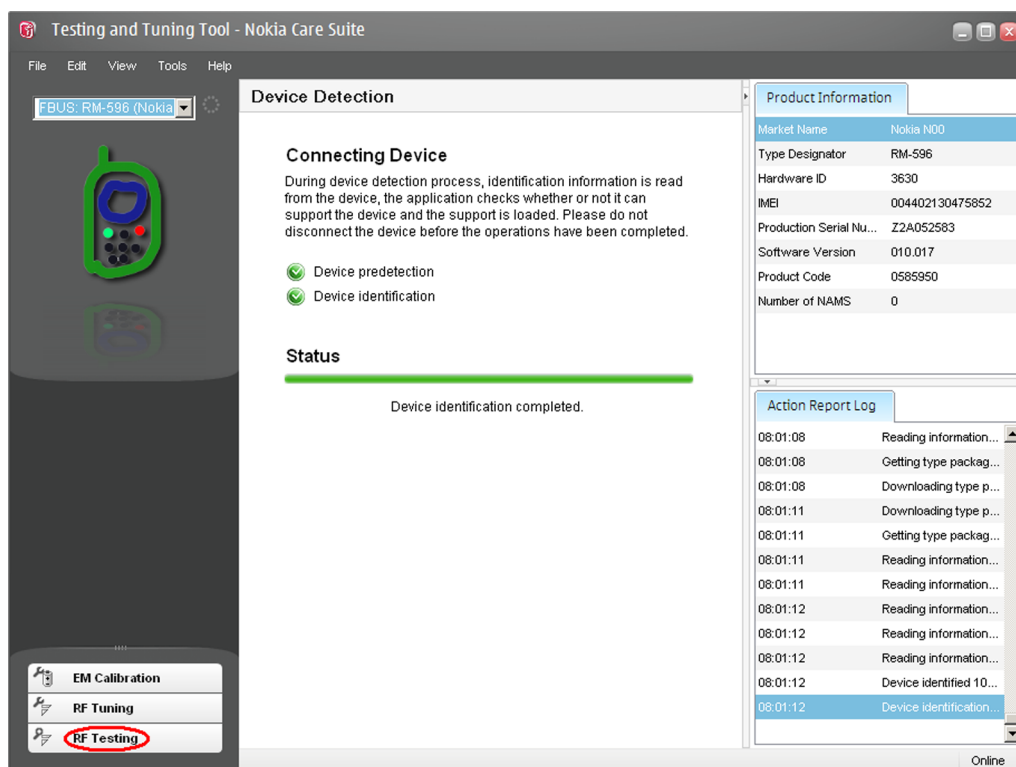 Testing and Tuning Tool - Nokia Care Suite
File Edit View Tools Help
FBUS: RM-596 (Nokia
Device Detection
Connecting Device
During device detection process, identification information is read
from the device, the application checks whether or not it can
support the device and the support is loaded. Please do not
disconnect the device before the operations have been completed.
Device predetection
Device identification
Status
Device identification completed.
EM Calibration
RF Tuning
RF Testing
Product Information
Market Name Nokia N00
Type Designator RM-596
Hardware ID 3630
IMEI 004402130475852
Production Serial Nu... Z2A052583
Software Version 010.017
Product Code 0585950
Number of NAMS 0
Action Report Log
08:01:08 Reading information...
08:01:08 Getting type packag...
08:01:08 Downloading type p...
08:01:11 Downloading type p...
08:01:11 Getting type packag...
08:01:11 Reading information...
08:01:11 Reading information...
08:01:12 Reading information...
08:01:12 Reading information...
08:01:12 Reading information...
08:01:12 Device identified 10...
08:01:12 Device identification...
Online